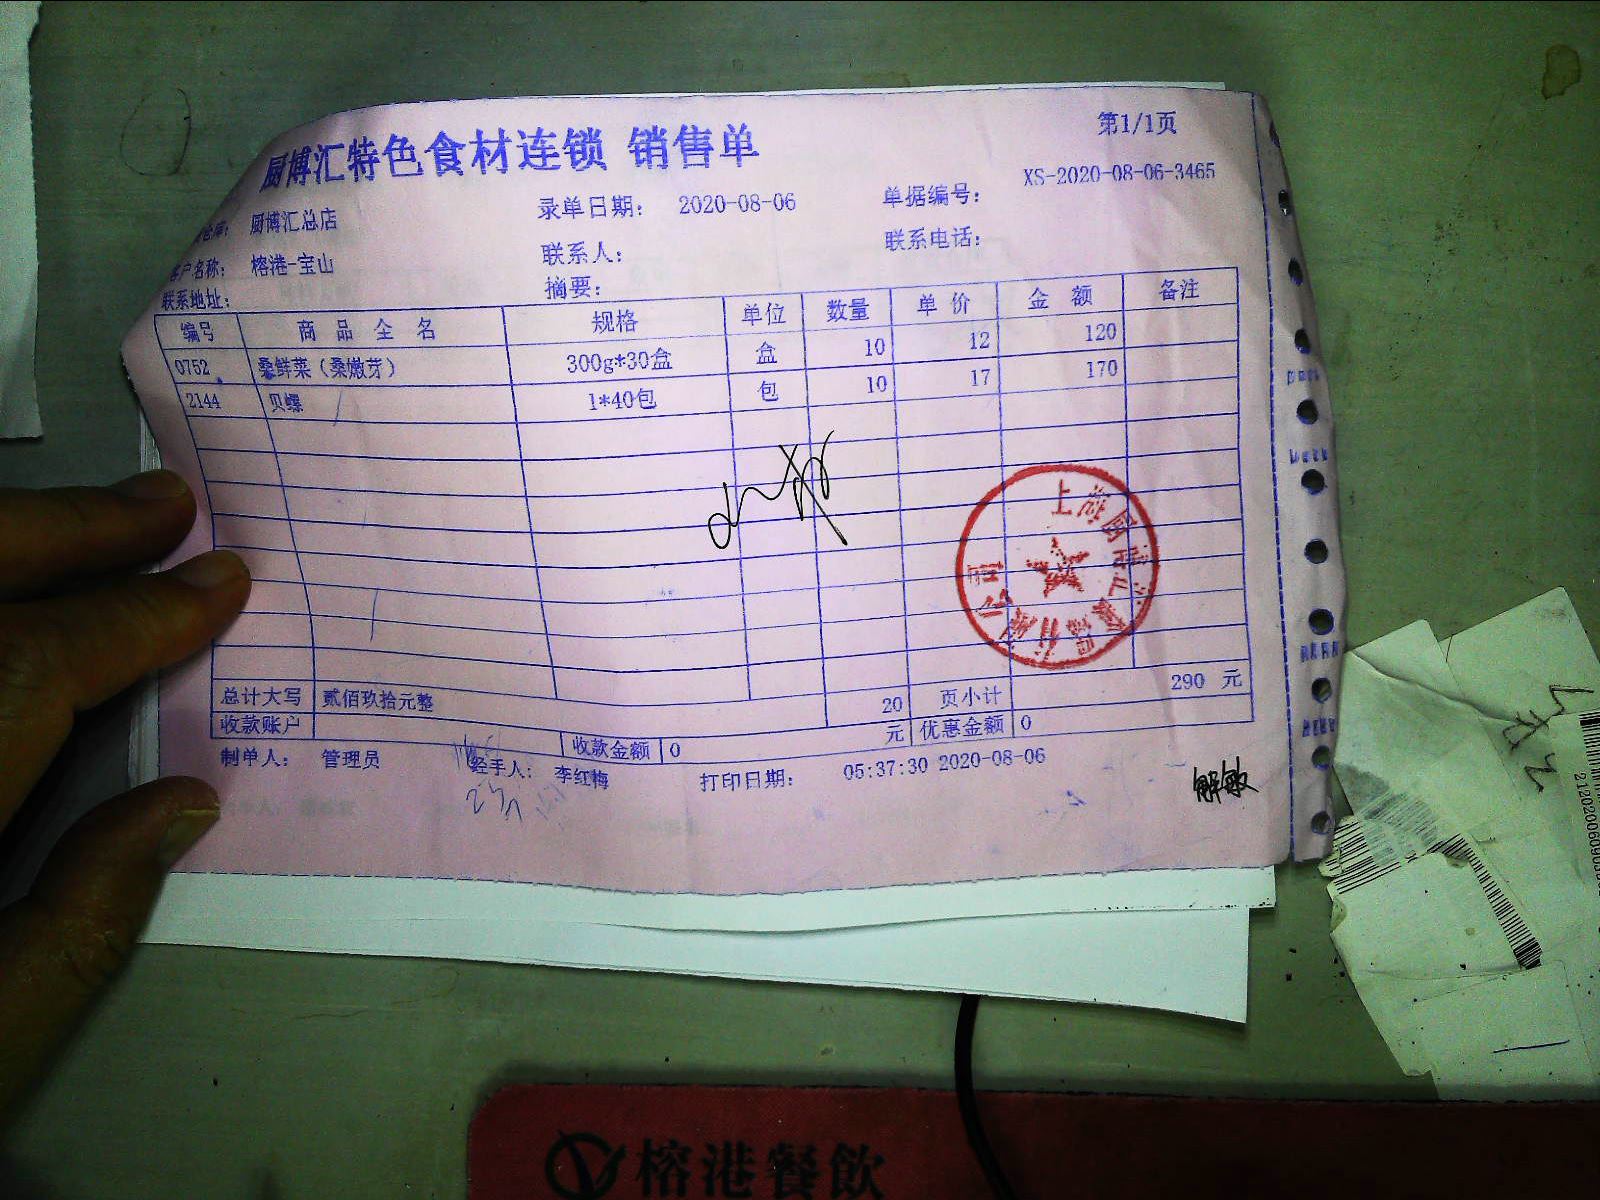 厨博汇特色食材连锁 销售单
第1/1页
厨博汇总店 录单日期: 2020-08-06 单据编号: XS-2020-08-06-3465
客户名称: 榕港-宝山 联系人: 联系电话:
联系地址: 摘要:
编号 商品全名 规格 单位 数量 单价 金额 备注
0752 桑鲜菜(桑嫩芽) 300g*30盒 盒 10 12 120
2144 贝螺 1*40包 包 10 17 170
总计大写 贰佰玖拾元整 20 页小计 290 元
收款账户 收款金额 0 元 优惠金额 0
制单人: 管理员 经手人: 李红梅 打印日期: 05:37:30 2020-08-06
解敏
榕港餐飲